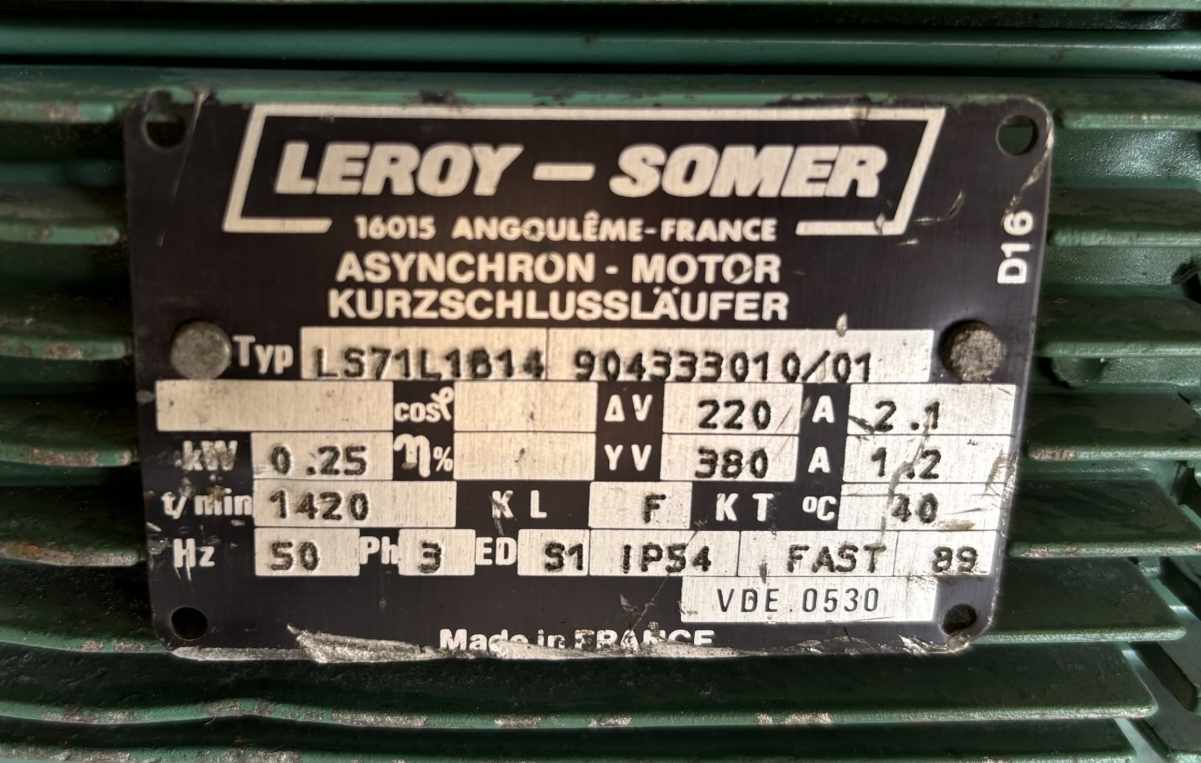 LEROY – SOMER
16015 ANGOULÊME-FRANCE
ASYNCHRON - MOTOR
KURZSCHLUSSLÄUFER
D16
Typ LS71L1B14 904333010/01
cosφ ΔV 220 A 2.1
kW 0.25 η% YV 380 A 1.2
t/min 1420 KL F KT °C 40
Hz 50 Ph 3 ED S1 IP54 FAST 89
VDE 0530
Made in FRANCE